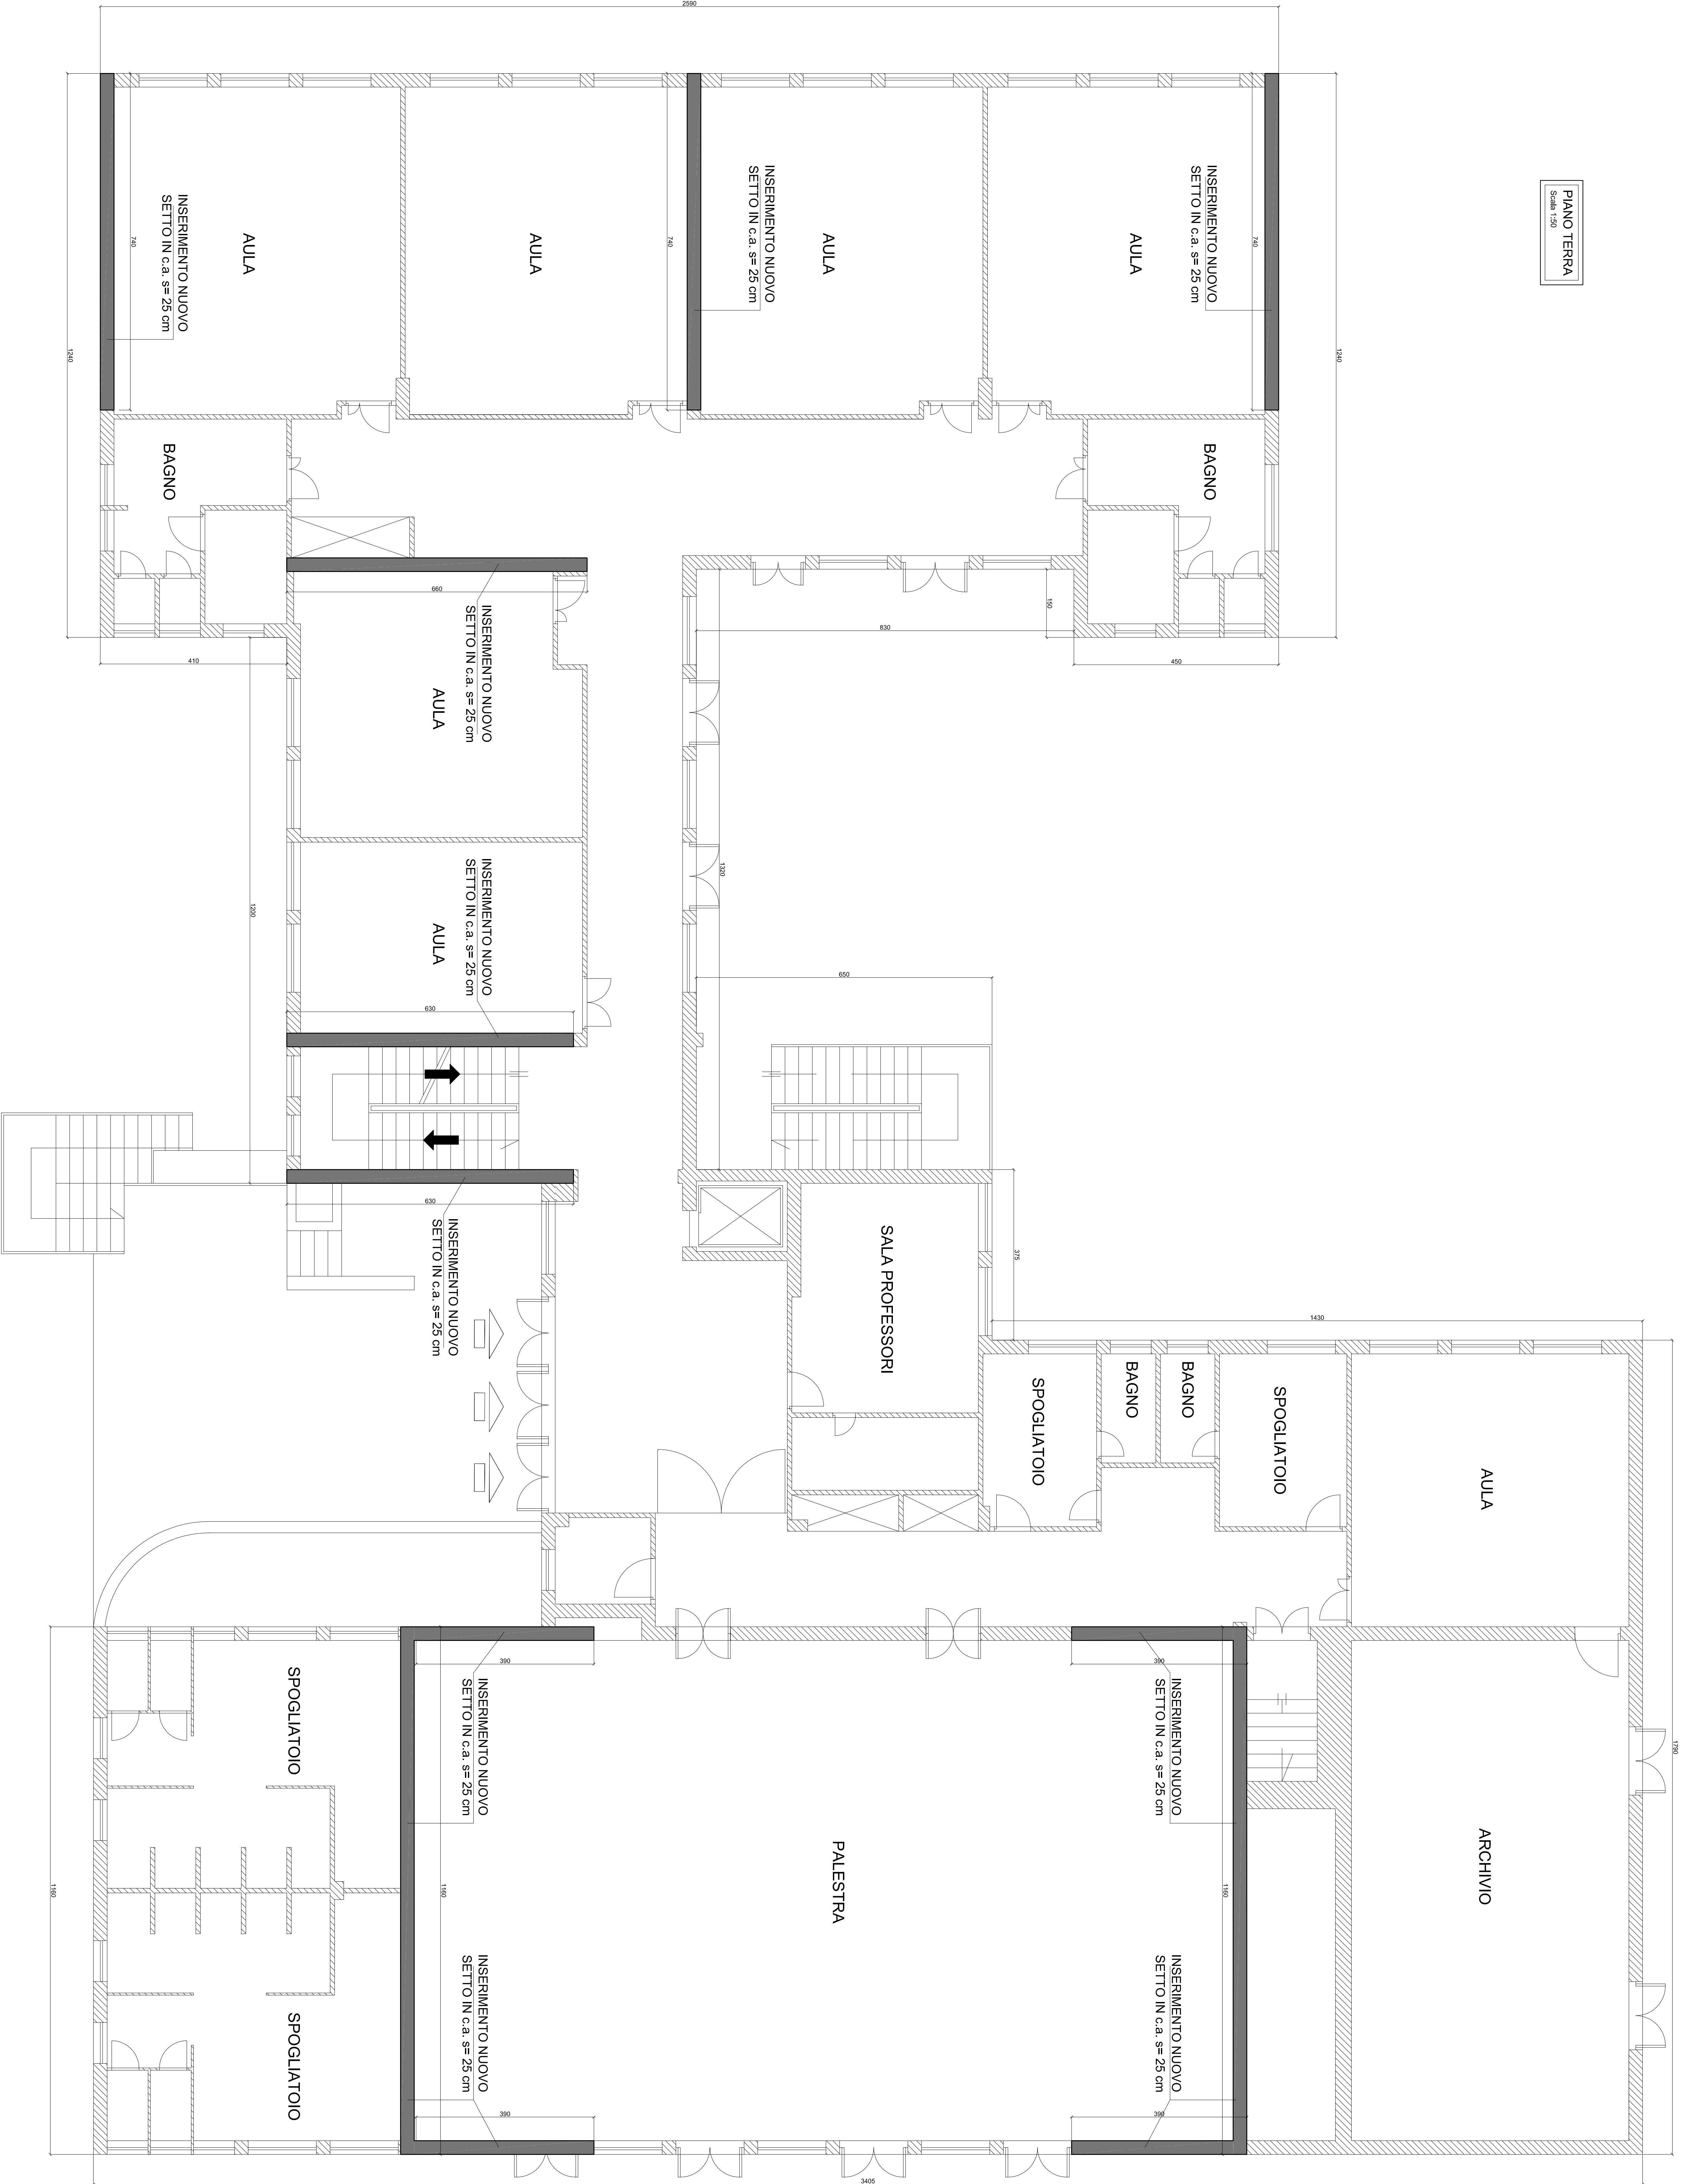 PIANO TERRA
Scala 1:50
2590
1240
1240
740
740
740
INSERIMENTO NUOVO
SETTO IN c.a. s= 25 cm
AULA
AULA
INSERIMENTO NUOVO
SETTO IN c.a. s= 25 cm
AULA
INSERIMENTO NUOVO
SETTO IN c.a. s= 25 cm
AULA
BAGNO
BAGNO
410
450
150
830
660
INSERIMENTO NUOVO
SETTO IN c.a. s= 25 cm
AULA
1320
1200
INSERIMENTO NUOVO
SETTO IN c.a. s= 25 cm
AULA
630
650
630
INSERIMENTO NUOVO
SETTO IN c.a. s= 25 cm
SALA PROFESSORI
375
1430
1790
SPOGLIATOIO
BAGNO
BAGNO
SPOGLIATOIO
AULA
ARCHIVIO
390
INSERIMENTO NUOVO
SETTO IN c.a. s= 25 cm
390
INSERIMENTO NUOVO
SETTO IN c.a. s= 25 cm
SPOGLIATOIO
PALESTRA
1160
1160
1160
INSERIMENTO NUOVO
SETTO IN c.a. s= 25 cm
INSERIMENTO NUOVO
SETTO IN c.a. s= 25 cm
SPOGLIATOIO
390
390
3405